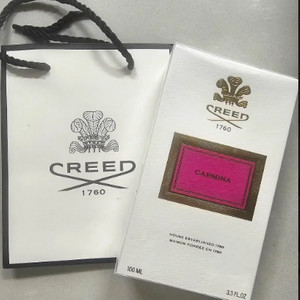 CREED
1760
CREED
1760
CARMINA
HOUSE ESTABLISHED 1760
MAISON FONDÉE EN 1760
100 ML
3.3 FL.OZ